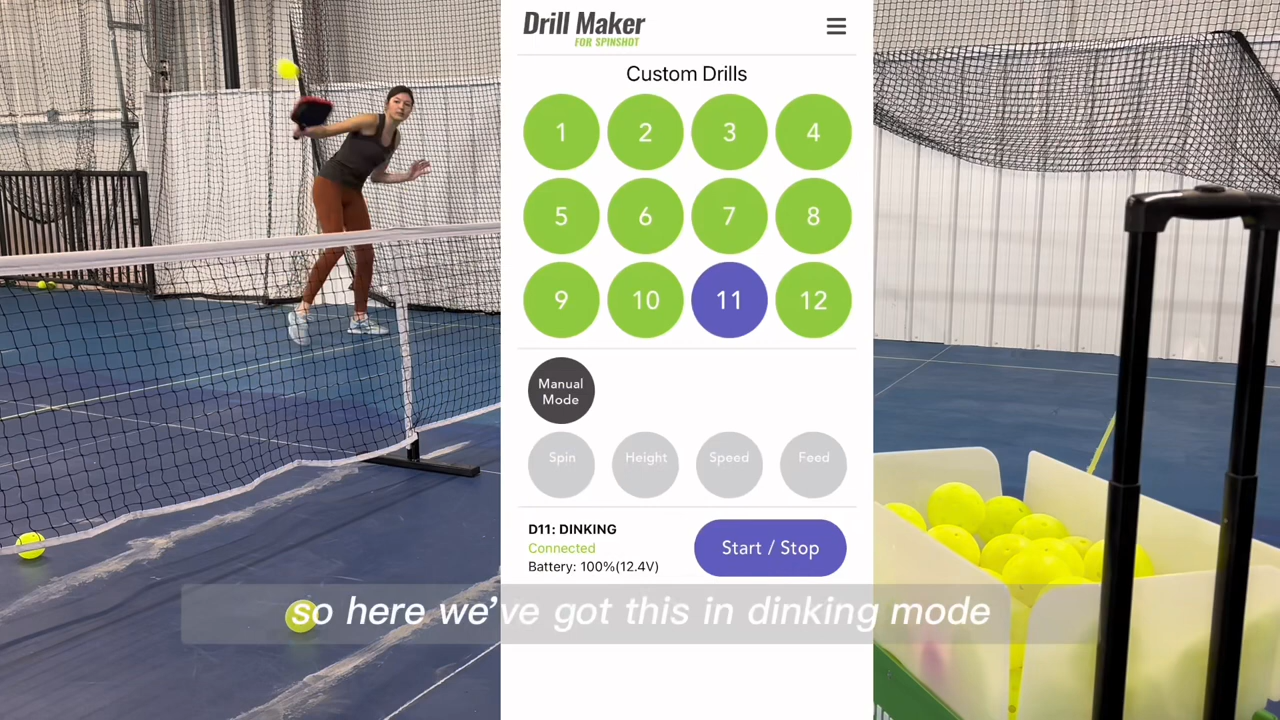 Drill Maker
FOR SPINSHOT
Custom Drills
1 2 3 4
5 6 7 8
9 10 11 12
Manual
Mode
Spin Height Speed Feed
D11: DINKING
Connected
Battery: 100%(12.4V)
Start / Stop
so here we've got this in dinking mode